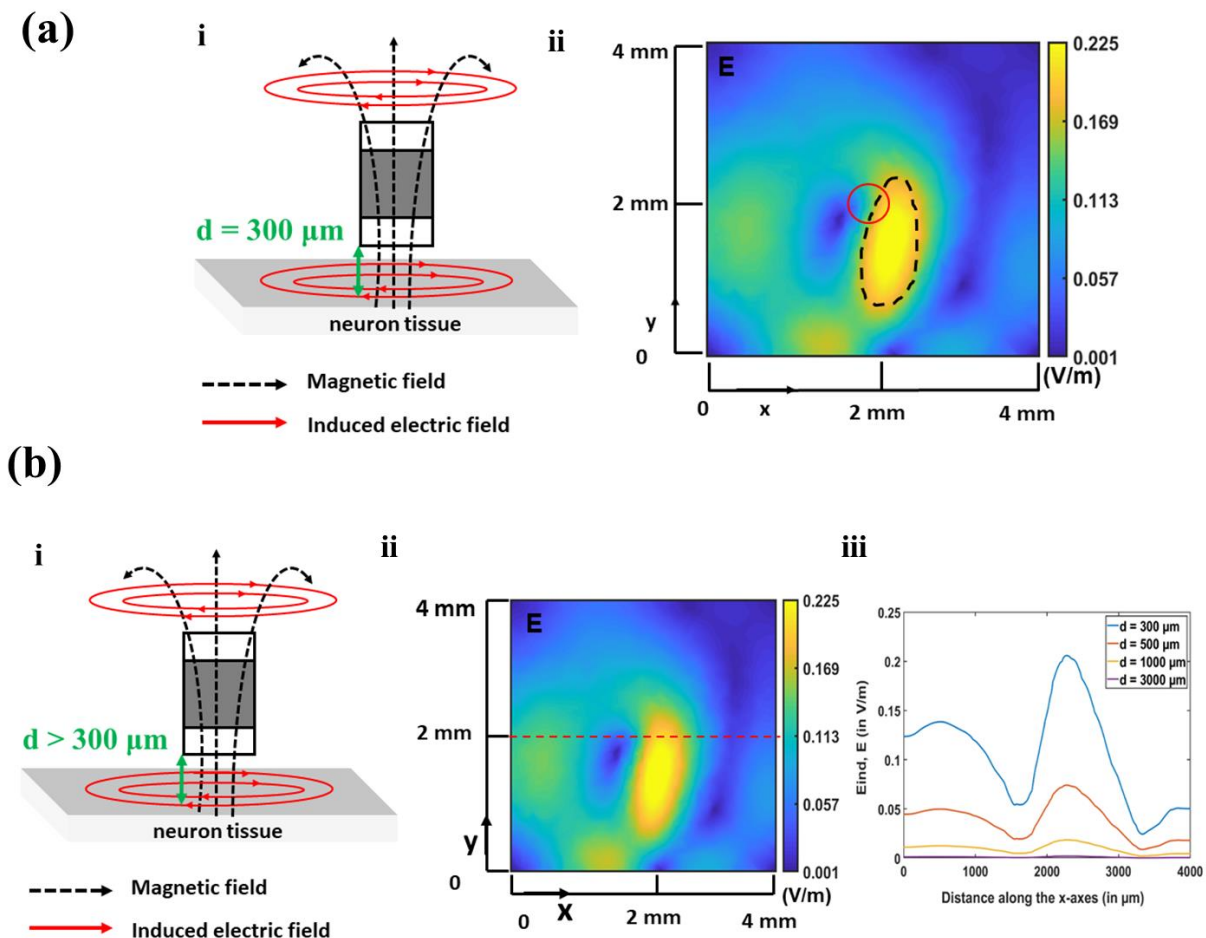 (a)
i
d = 300 µm
neuron tissue
Magnetic field
Induced electric field
ii
4 mm
E
2 mm
y
0
0.225
0.169
0.113
0.057
0.001
(V/m)
0
x
2 mm
4 mm
(b)
i
d > 300 µm
neuron tissue
Magnetic field
Induced electric field
ii
4 mm
E
2 mm
y
0
0.225
0.169
0.113
0.057
0.001
(V/m)
x
2 mm
4 mm
iii
0.25
0.2
0.15
0.1
0.05
0
Eind, E (in V/m)
d = 300 µm
d = 500 µm
d = 1000 µm
d = 3000 µm
0
1000
2000
3000
4000
Distance along the x-axes (in µm)